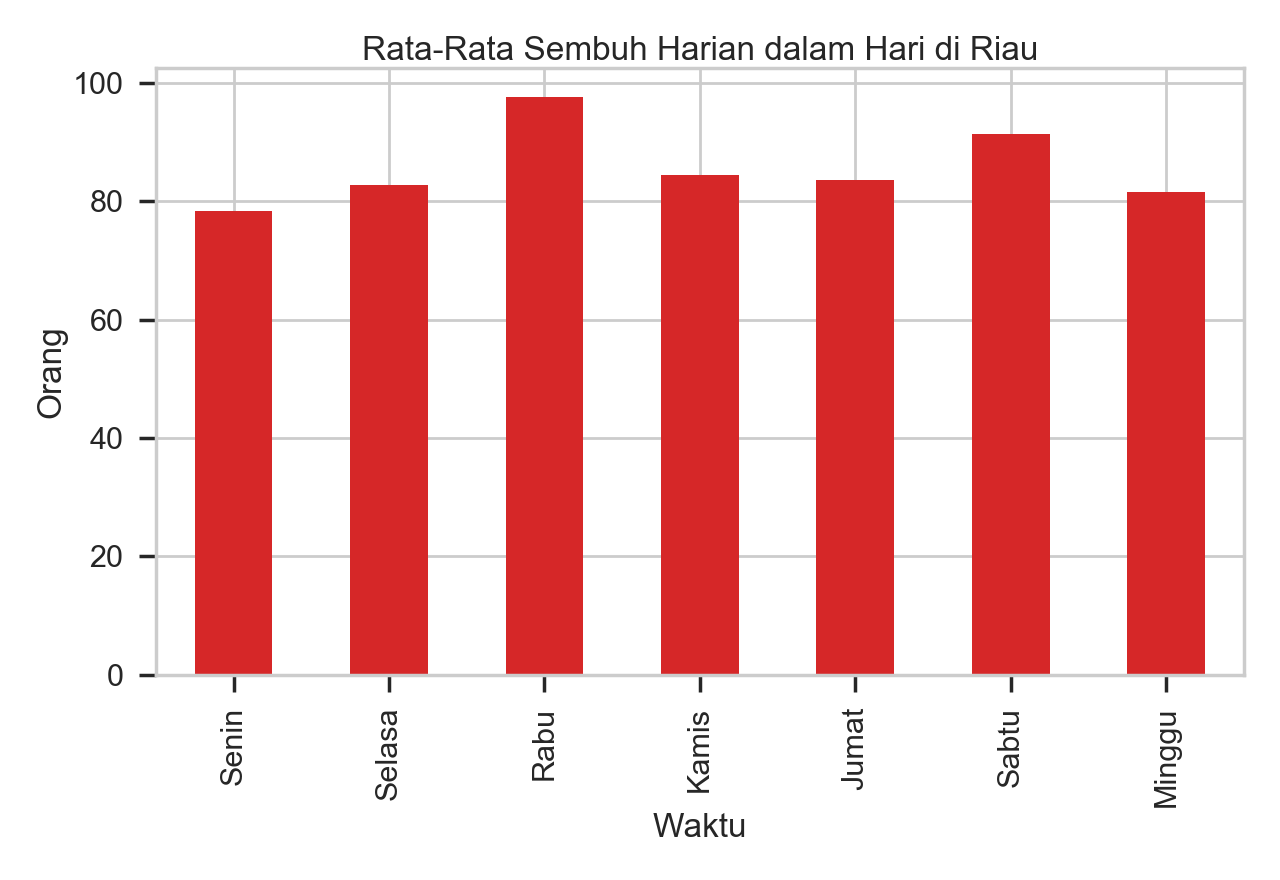 Rata-Rata Sembuh Harian dalam Hari di Riau
100
80
60
40
20
0
Orang
Senin
Selasa
Rabu
Kamis
Jumat
Sabtu
Minggu
Waktu